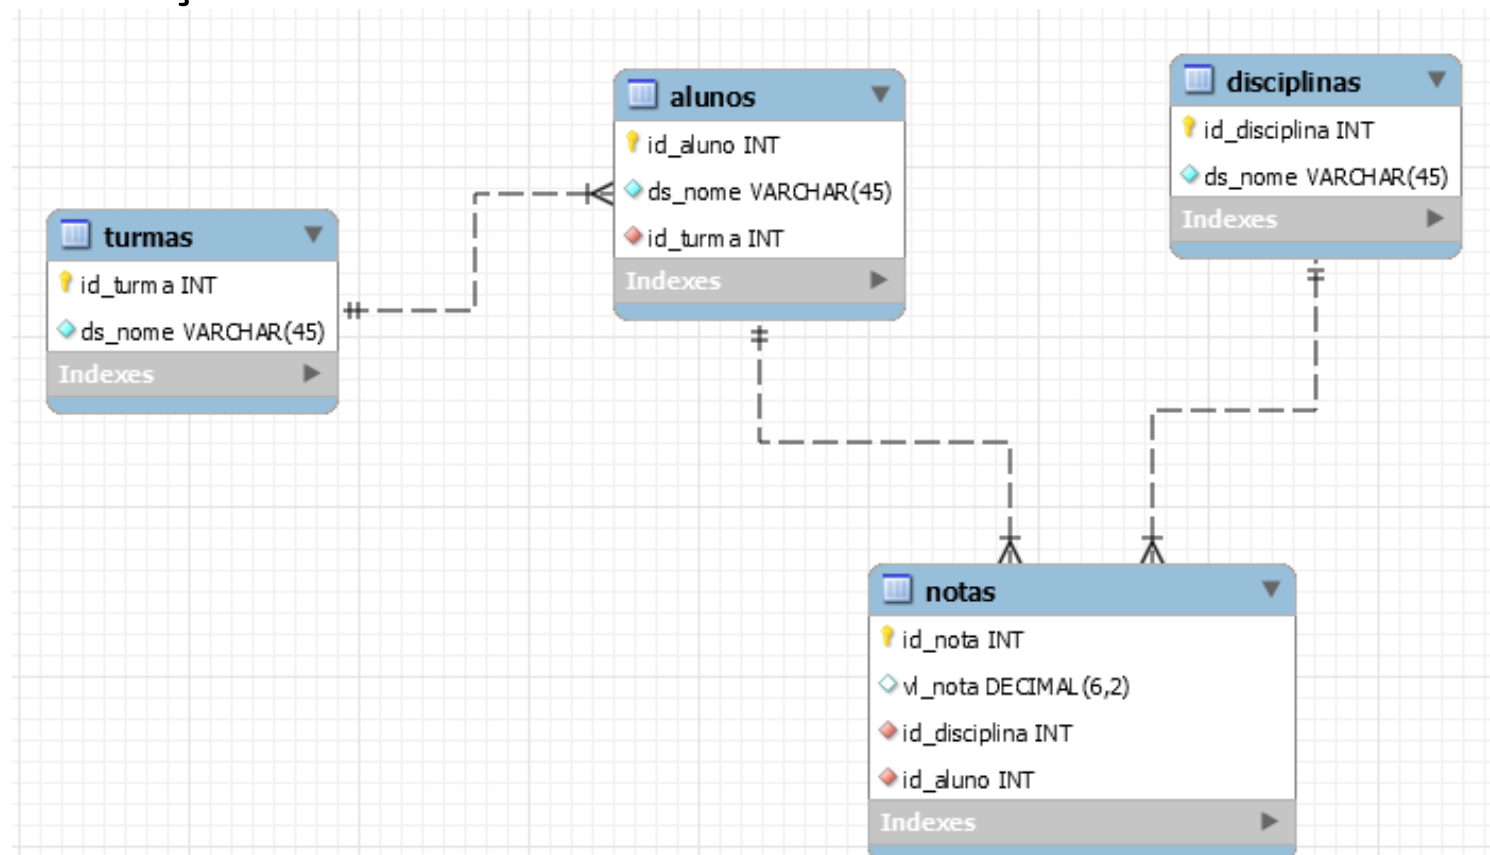 alunos
id_aluno INT
ds_nome VARCHAR(45)
id_turma INT
Indexes
disciplinas
id_disciplina INT
ds_nome VARCHAR(45)
Indexes
turmas
id_turma INT
ds_nome VARCHAR(45)
Indexes
notas
id_nota INT
vl_nota DECIMAL(6,2)
id_disciplina INT
id_aluno INT
Indexes